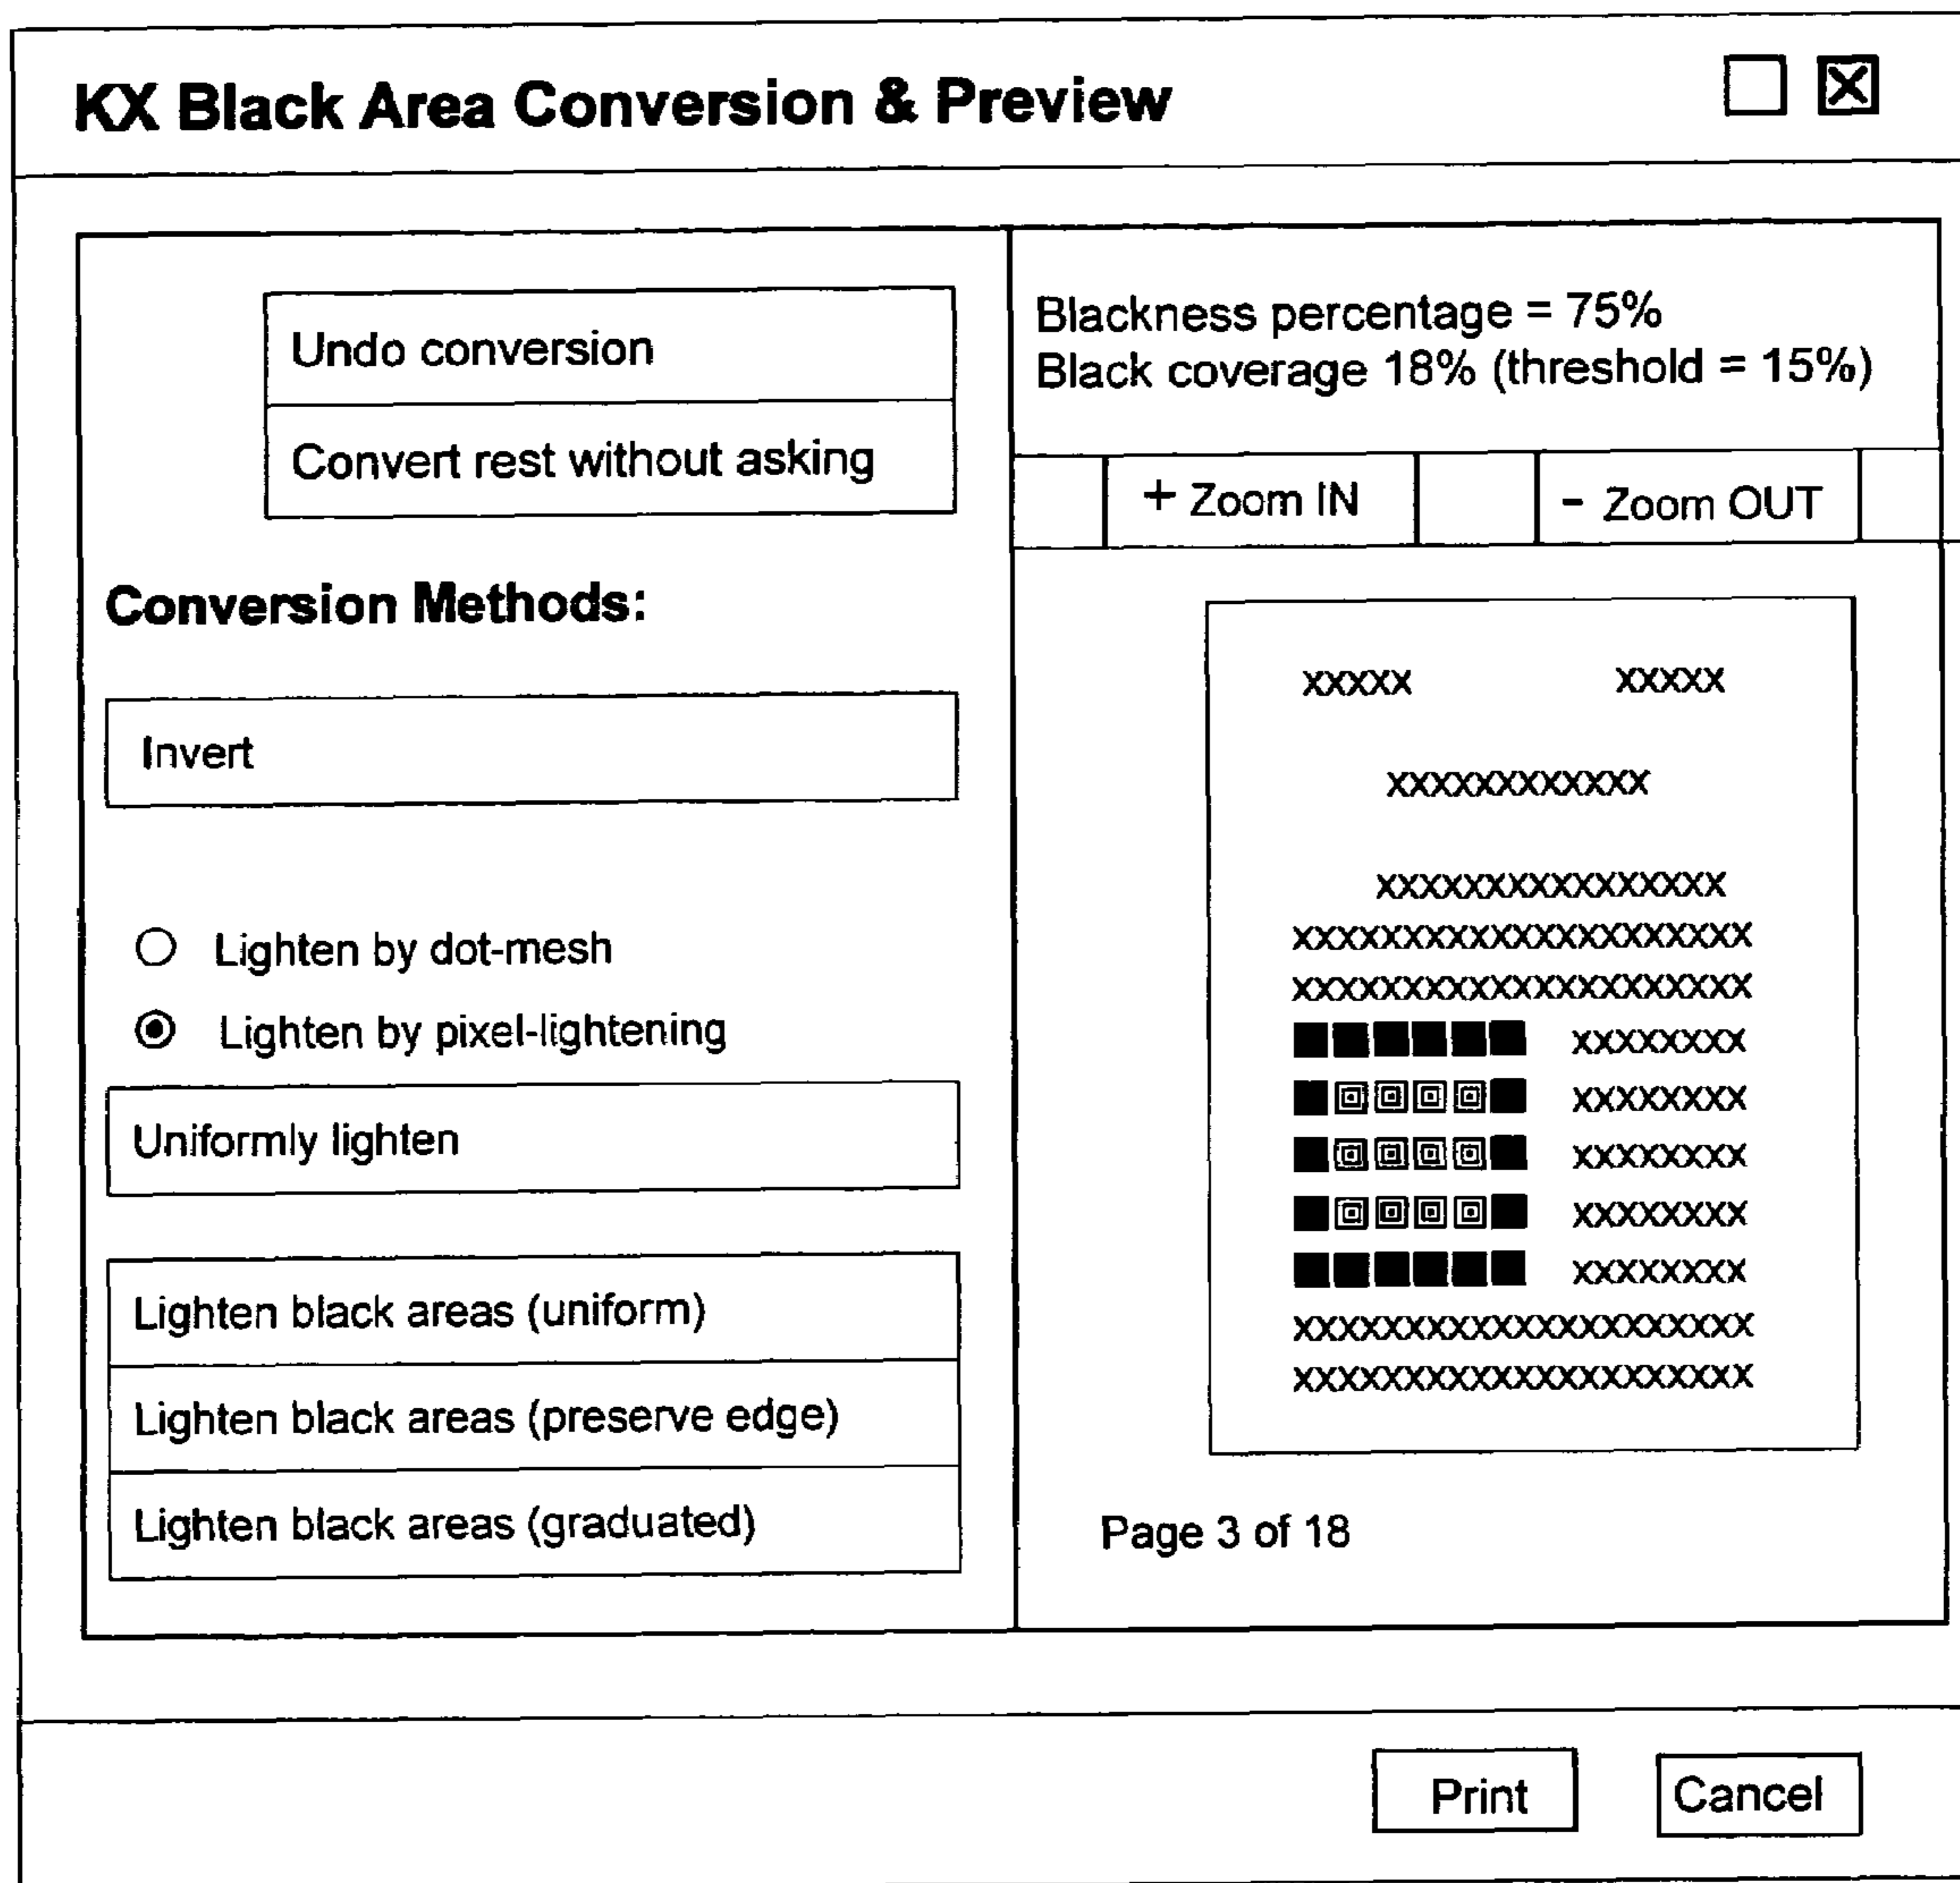 KX Black Area Conversion & Preview
Undo conversion
Convert rest without asking
Conversion Methods:
Invert
Lighten by dot-mesh
Lighten by pixel-lightening
Uniformly lighten
Lighten black areas (uniform)
Lighten black areas (preserve edge)
Lighten black areas (graduated)
Blackness percentage = 75%
Black coverage 18% (threshold = 15%)
+ Zoom IN - Zoom OUT
XXXXX XXXXX
XXXXXXXXXXXX
XXXXXXXXXXXXXXXX
XXXXXXXXXXXXXXXXXXXXX
XXXXXXXXXXXXXXXXXXXXX
XXXXXXXX
XXXXXXXX
XXXXXXXX
XXXXXXXX
XXXXXXXX
XXXXXXXXXXXXXXXXXXXXX
XXXXXXXXXXXXXXXXXXXXX
Page 3 of 18
Print Cancel